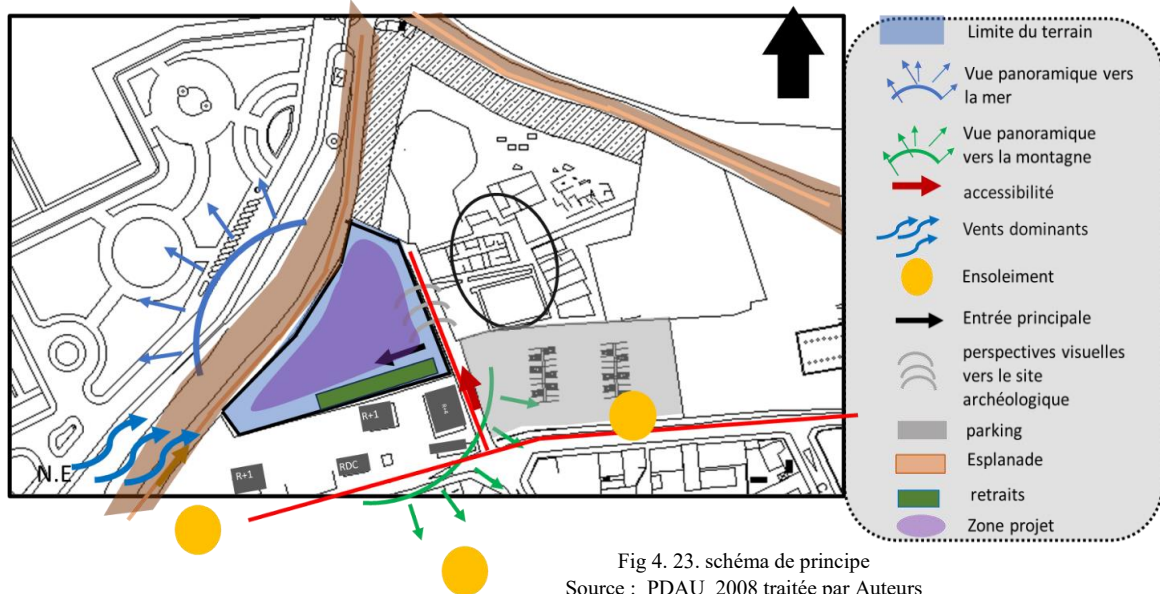 Limite du terrain
Vue panoramique vers
la mer
Vue panoramique
vers la montagne
accessibilité
Vents dominants
Ensoleiment
Entrée principale
perspectives visuelles
vers le site
archéologique
parking
Esplanade
retraits
Zone projet
R+1
R+1
RDC
N.E
Fig 4. 23. schéma de principe
Source : PDAU 2008 traitée par Auteurs